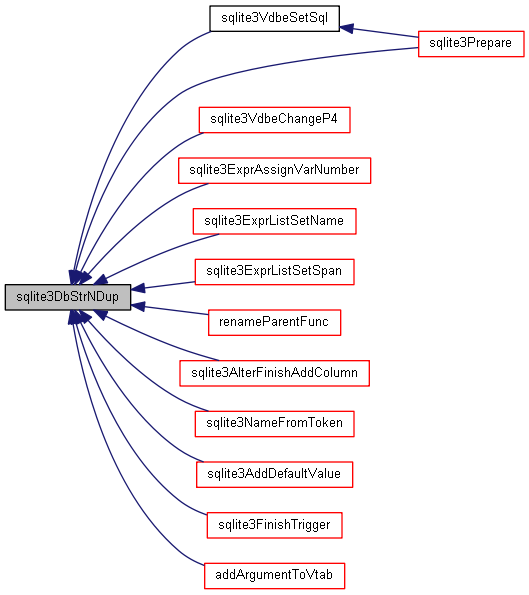 sqlite3VdbeSetSql
sqlite3Prepare
sqlite3VdbeChangeP4
sqlite3ExprAssignVarNumber
sqlite3ExprListSetName
sqlite3ExprListSetSpan
sqlite3DbStrNDup
renameParentFunc
sqlite3AlterFinishAddColumn
sqlite3NameFromToken
sqlite3AddDefaultValue
sqlite3FinishTrigger
addArgumentToVtab